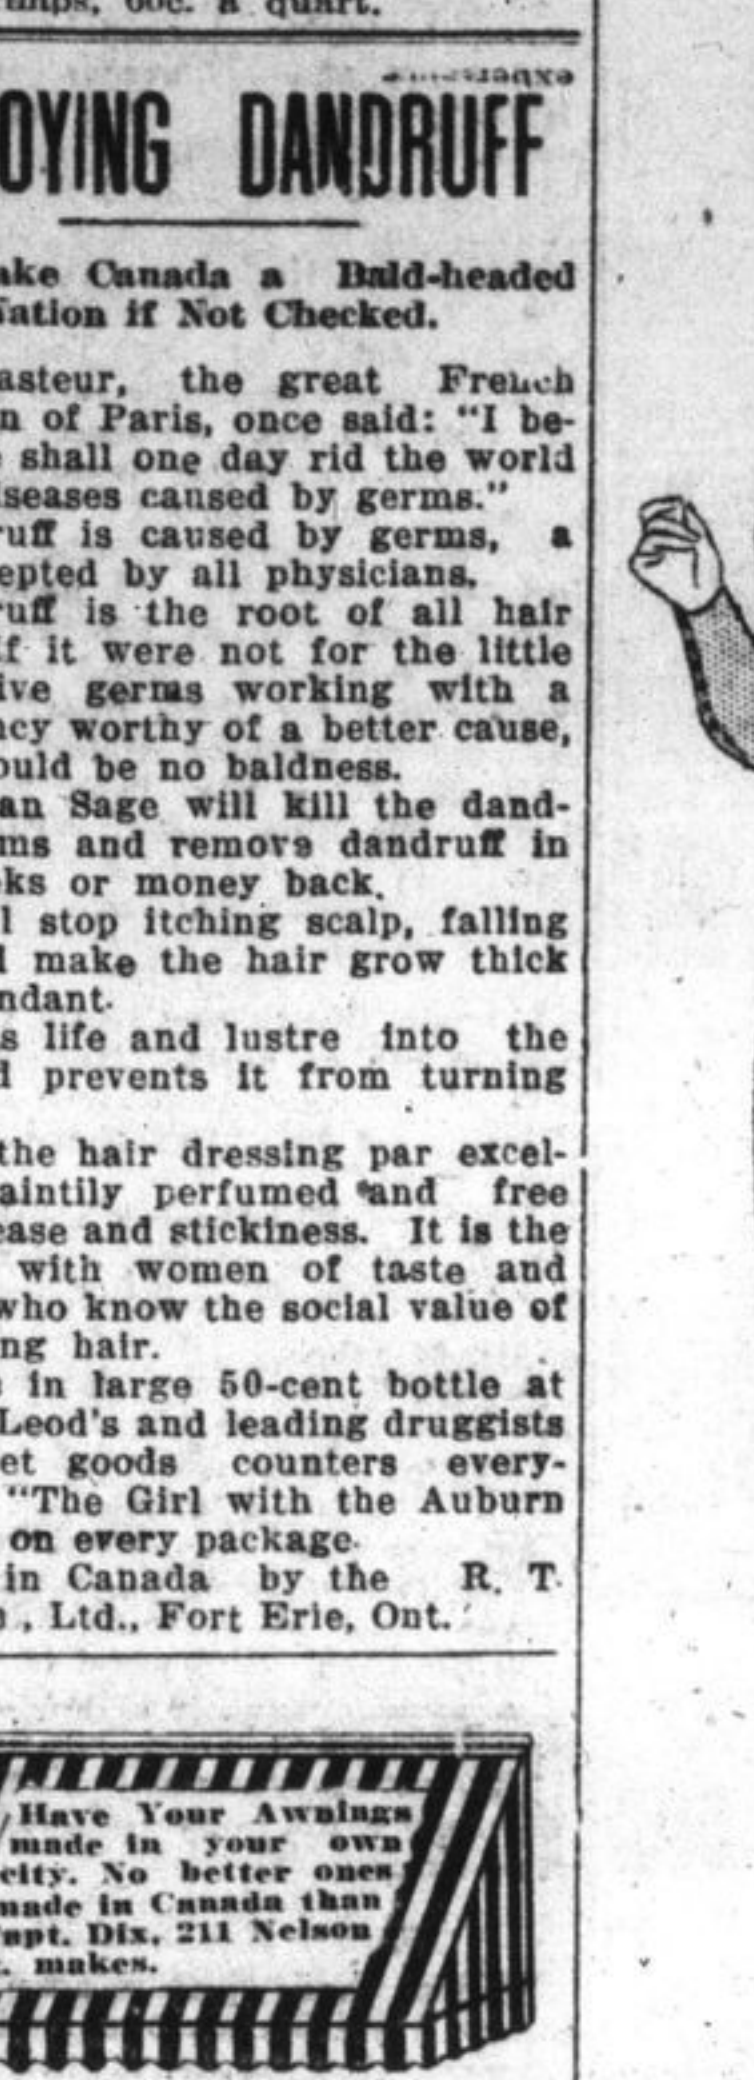 60c. a quart.
OYING DANDRUFF
ake Canada a Bald-headed
Nation if Not Checked.
asteur, the great French
n of Paris, once said: "I be-
e shall one day rid the world
iseases caused by germs."
ruff is caused by germs, a
epted by all physicians.
ruff is the root of all hair
if it were not for the little
ive germs working with a
ncy worthy of a better cause,
ould be no baldness.
an Sage will kill the dand-
ms and remove dandruff in
ks or money back.
l stop itching scalp, falling
d make the hair grow thick
ndant.
s life and lustre into the
d prevents it from turning
the hair dressing par excel-
aintily perfumed and free
ease and stickiness. It is the
with women of taste and
who know the social value of
ng hair.
e in large 50-cent bottle at
Leod's and leading druggists
et goods counters every-
"The Girl with the Auburn
on every package.
in Canada by the R. T.
, Ltd., Fort Erie, Ont.
Have Your Awnings
made in your own
city. No better ones
made in Canada than
Capt. Dix, 211 Nelson
makes.